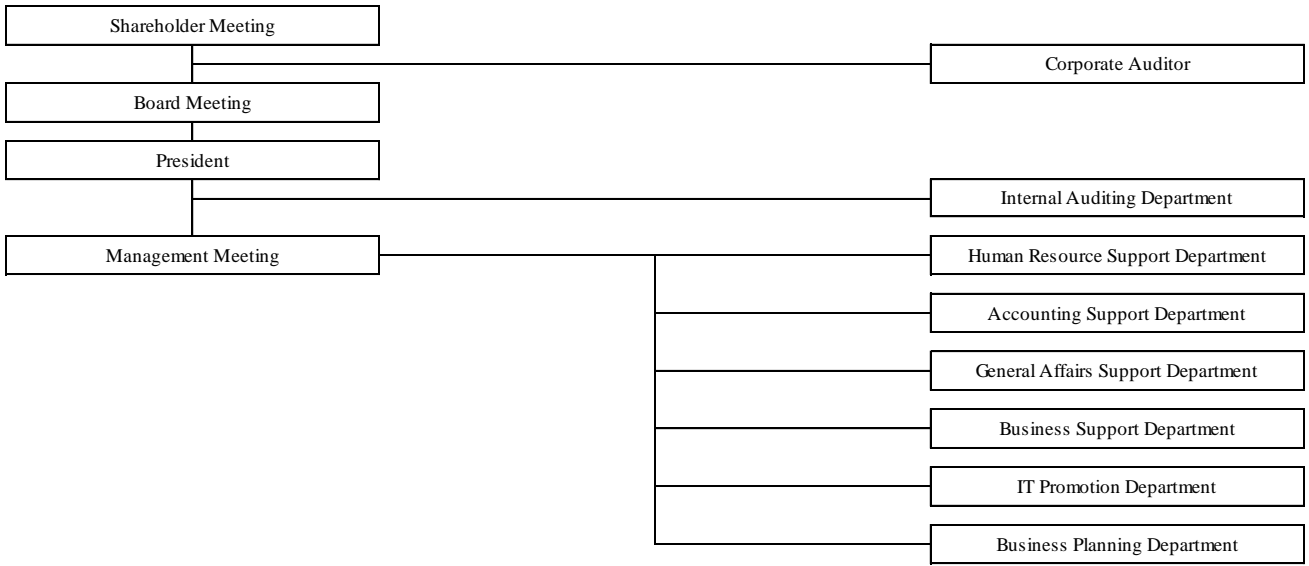 Shareholder Meeting
Corporate Auditor
Board Meeting
President
Internal Auditing Department
Management Meeting
Human Resource Support Department
Accounting Support Department
General Affairs Support Department
Business Support Department
IT Promotion Department
Business Planning Department